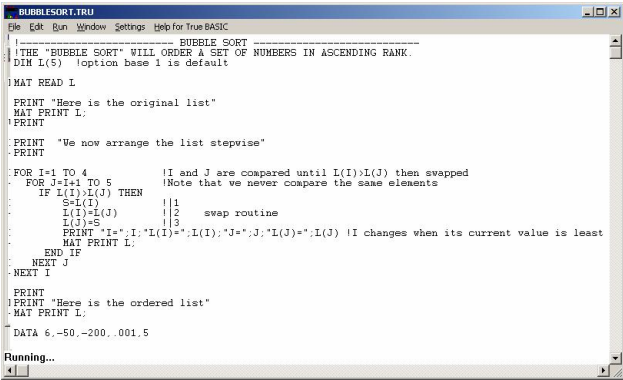 BUBBLESORT.TRU
File Edit Run Window Settings Help for True BASIC
!-------------------------- BUBBLE SORT ----------------------------
!THE "BUBBLE SORT" WILL ORDER A SET OF NUMBERS IN ASCENDING RANK.
DIM L(5) !option base 1 is default
MAT READ L
PRINT "Here is the original list"
MAT PRINT L;
PRINT
PRINT "We now arrange the list stepwise"
PRINT
FOR I=1 TO 4 !I and J are compared until L(I)>L(J) then swapped
FOR J=I+1 TO 5 !Note that we never compare the same elements
IF L(I)>L(J) THEN
S=L(I) !|1
L(I)=L(J) !|2 swap routine
L(J)=S !|3
PRINT "I=";I;"L(I)=";L(I);"J=";J;"L(J)=";L(J) !I changes when its current value is least
MAT PRINT L;
END IF
NEXT J
NEXT I
PRINT
PRINT "Here is the ordered list"
MAT PRINT L;
DATA 6,-50,-200,.001,5
Running...